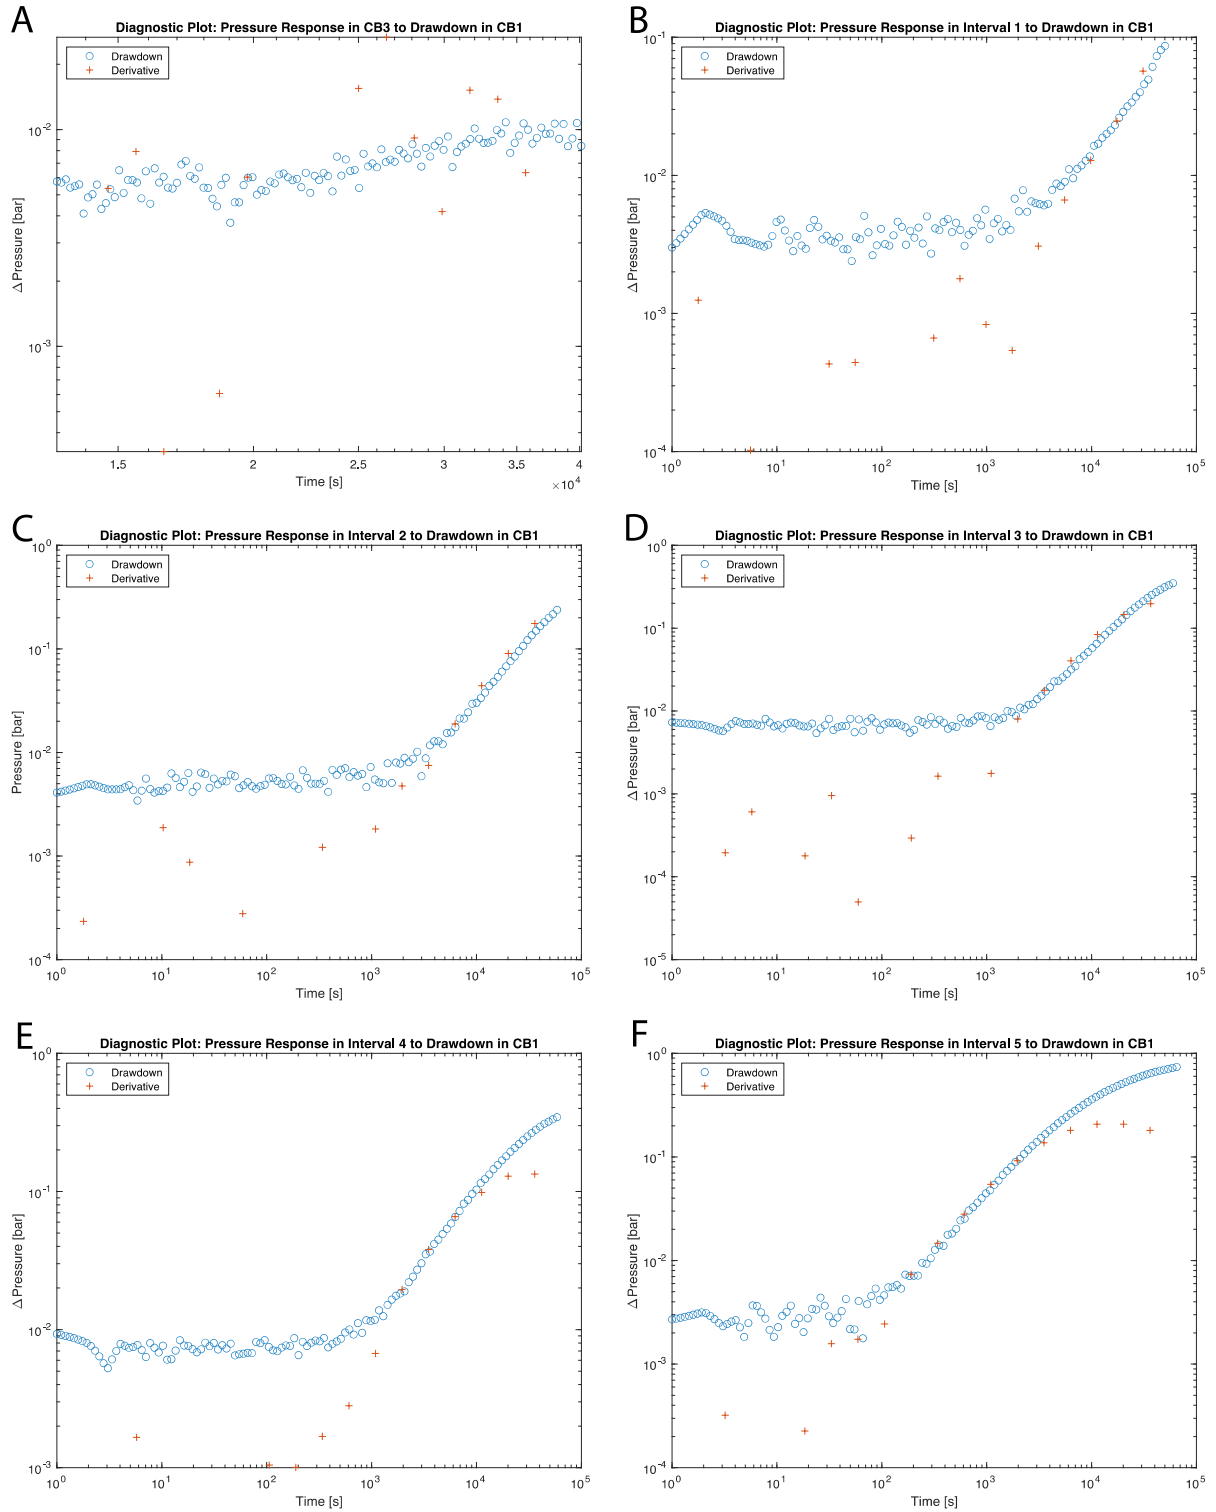 A
Diagnostic Plot: Pressure Response in CB3 to Drawdown in CB1
Drawdown
Derivative
10⁻²
10⁻³
Δ Pressure [bar]
1.5 2 2.5 3 3.5 4
Time [s]
×10⁴
B
Diagnostic Plot: Pressure Response in Interval 1 to Drawdown in CB1
Drawdown
Derivative
10⁻¹
10⁻²
10⁻³
10⁻⁴
Δ Pressure [bar]
10⁰ 10¹ 10² 10³ 10⁴ 10⁵
Time [s]
C
Diagnostic Plot: Pressure Response in Interval 2 to Drawdown in CB1
Drawdown
Derivative
10⁰
10⁻¹
10⁻²
10⁻³
10⁻⁴
Pressure [bar]
10⁰ 10¹ 10² 10³ 10⁴ 10⁵
Time [s]
D
Diagnostic Plot: Pressure Response in Interval 3 to Drawdown in CB1
Drawdown
Derivative
10⁰
10⁻¹
10⁻²
10⁻³
10⁻⁴
10⁻⁵
Δ Pressure [bar]
10⁰ 10¹ 10² 10³ 10⁴ 10⁵
Time [s]
E
Diagnostic Plot: Pressure Response in Interval 4 to Drawdown in CB1
Drawdown
Derivative
10⁰
10⁻¹
10⁻²
10⁻³
Δ Pressure [bar]
10⁰ 10¹ 10² 10³ 10⁴ 10⁵
Time [s]
F
Diagnostic Plot: Pressure Response in Interval 5 to Drawdown in CB1
Drawdown
Derivative
10⁰
10⁻¹
10⁻²
10⁻³
10⁻⁴
Δ Pressure [bar]
10⁰ 10¹ 10² 10³ 10⁴ 10⁵
Time [s]